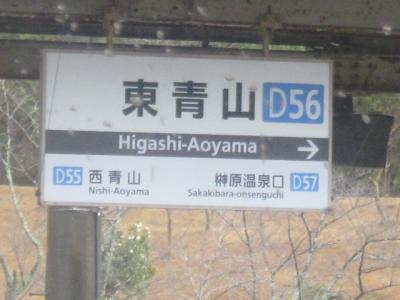 東青山 D56
Higashi-Aoyama →
D55 西青山 榊原温泉口 D57
Nishi-Aoyama Sakakibara-onsenguchi